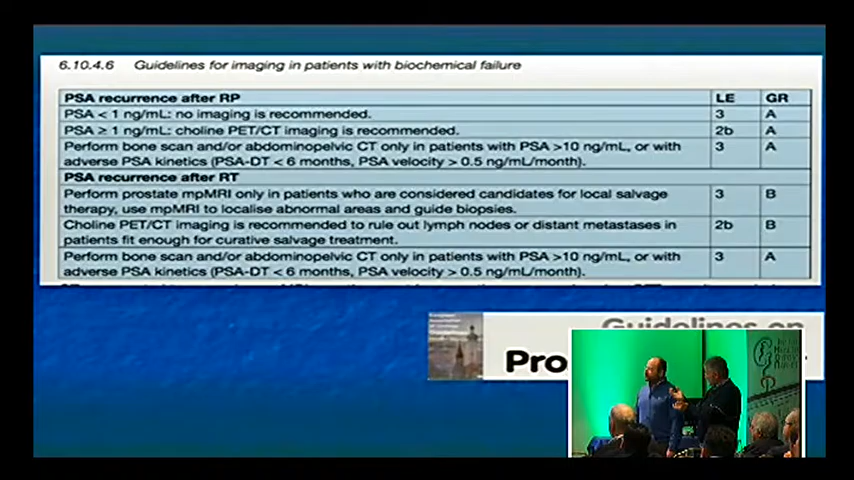 6.10.4.6 Guidelines for imaging in patients with biochemical failure
PSA recurrence after RP LE GR
PSA < 1 ng/mL: no imaging is recommended. 3 A
PSA ≥ 1 ng/mL: choline PET/CT imaging is recommended. 2b A
Perform bone scan and/or abdominopelvic CT only in patients with PSA >10 ng/mL, or with 3 A
adverse PSA kinetics (PSA-DT < 6 months, PSA velocity > 0.5 ng/mL/month).
PSA recurrence after RT
Perform prostate mpMRI only in patients who are considered candidates for local salvage 3 B
therapy, use mpMRI to localise abnormal areas and guide biopsies.
Choline PET/CT imaging is recommended to rule out lymph nodes or distant metastases in 2b B
patients fit enough for curative salvage treatment.
Perform bone scan and/or abdominopelvic CT only in patients with PSA >10 ng/mL, or with 3 A
adverse PSA kinetics (PSA-DT < 6 months, PSA velocity > 0.5 ng/mL/month).
Guidelines on
Pro